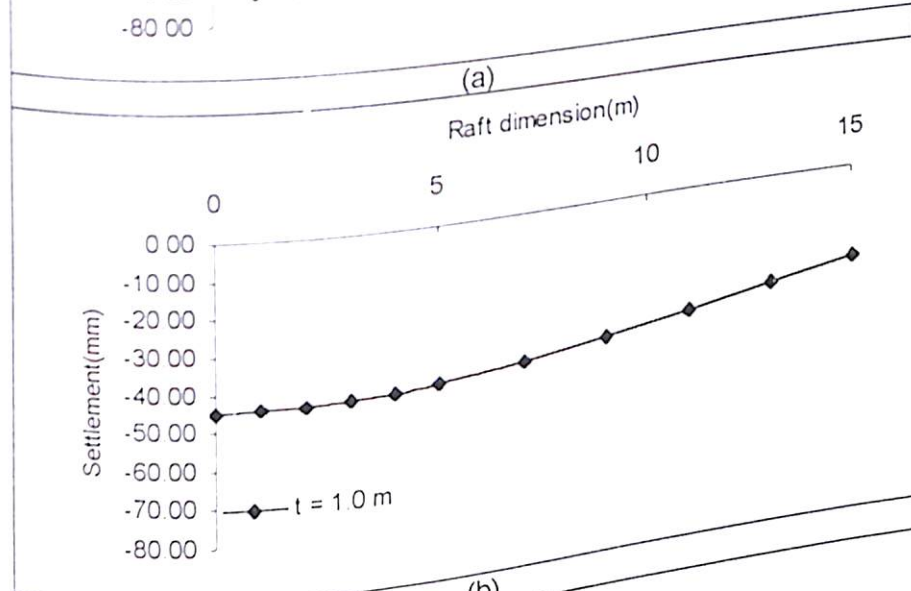 -80.00
(a)
Raft dimension(m)
0 5 10 15
0.00
-10.00
-20.00
-30.00
-40.00
-50.00
-60.00
-70.00
-80.00
Settlement(mm)
t = 1.0 m
(b)